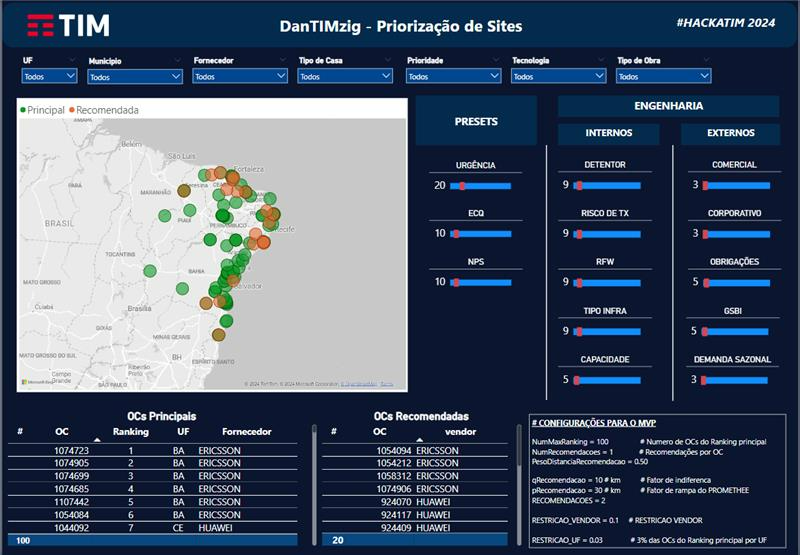 TIM
DanTIMzig - Priorização de Sites
#HACKATIM 2024
UF
Município
Fornecedor
Tipo de Casa
Prioridade
Tecnologia
Tipo de Obra
Todos
Todos
Todos
Todos
Todos
Todos
Todos
Principal
Recomendada
Belém
São Luís
Fortaleza
Teresina
MARANHÃO
PARÁ
PIAUÍ
BRASIL
PERNAMBUCO
BAHIA
MATO GROSSO
Cuiabá
Brasília
GOIÁS
MINAS GERAIS
MATO GROSSO DO SUL
BH
ESPÍRITO SANTO
Campo Grande
SÃO PAULO
© 2024 TomTom, © 2024 Microsoft Corporation, © OpenStreetMap Terms
PRESETS
URGÊNCIA
20
ECQ
10
NPS
10
ENGENHARIA
INTERNOS
EXTERNOS
DETENTOR
COMERCIAL
9
3
RISCO DE TX
CORPORATIVO
9
3
RFW
OBRIGAÇÕES
9
5
TIPO INFRA
GSBI
9
5
CAPACIDADE
DEMANDA SAZONAL
5
3
OCs Principais
# OC Ranking UF Fornecedor
1074723 1 BA ERICSSON
1074905 2 BA ERICSSON
1074699 3 BA ERICSSON
1074685 4 BA ERICSSON
1107442 5 BA ERICSSON
1054084 6 BA ERICSSON
1044092 7 CE HUAWEI
100
OCs Recomendadas
# OC vendor
1054094 ERICSSON
1054212 ERICSSON
1058312 ERICSSON
1074906 ERICSSON
924070 HUAWEI
924117 HUAWEI
924409 HUAWEI
20
# CONFIGURAÇÕES PARA O MVP
NumMaxRanking = 100 # Numero de OCs do Ranking principal
NumRecomendacoes = 1 # Recomendações por OC
PesoDistanciaRecomendacao = 0.50
qRecomendacao = 10 # km # Fator de indiferenca
pRecomendacao = 30 # km # Fator de rampa do PROMETHEE
RECOMENDACOES = 2
RESTRICAO_VENDOR = 0.1 # RESTRICAO VENDOR
RESTRICAO_UF = 0.03 # 3% das OCs do Ranking principal por UF